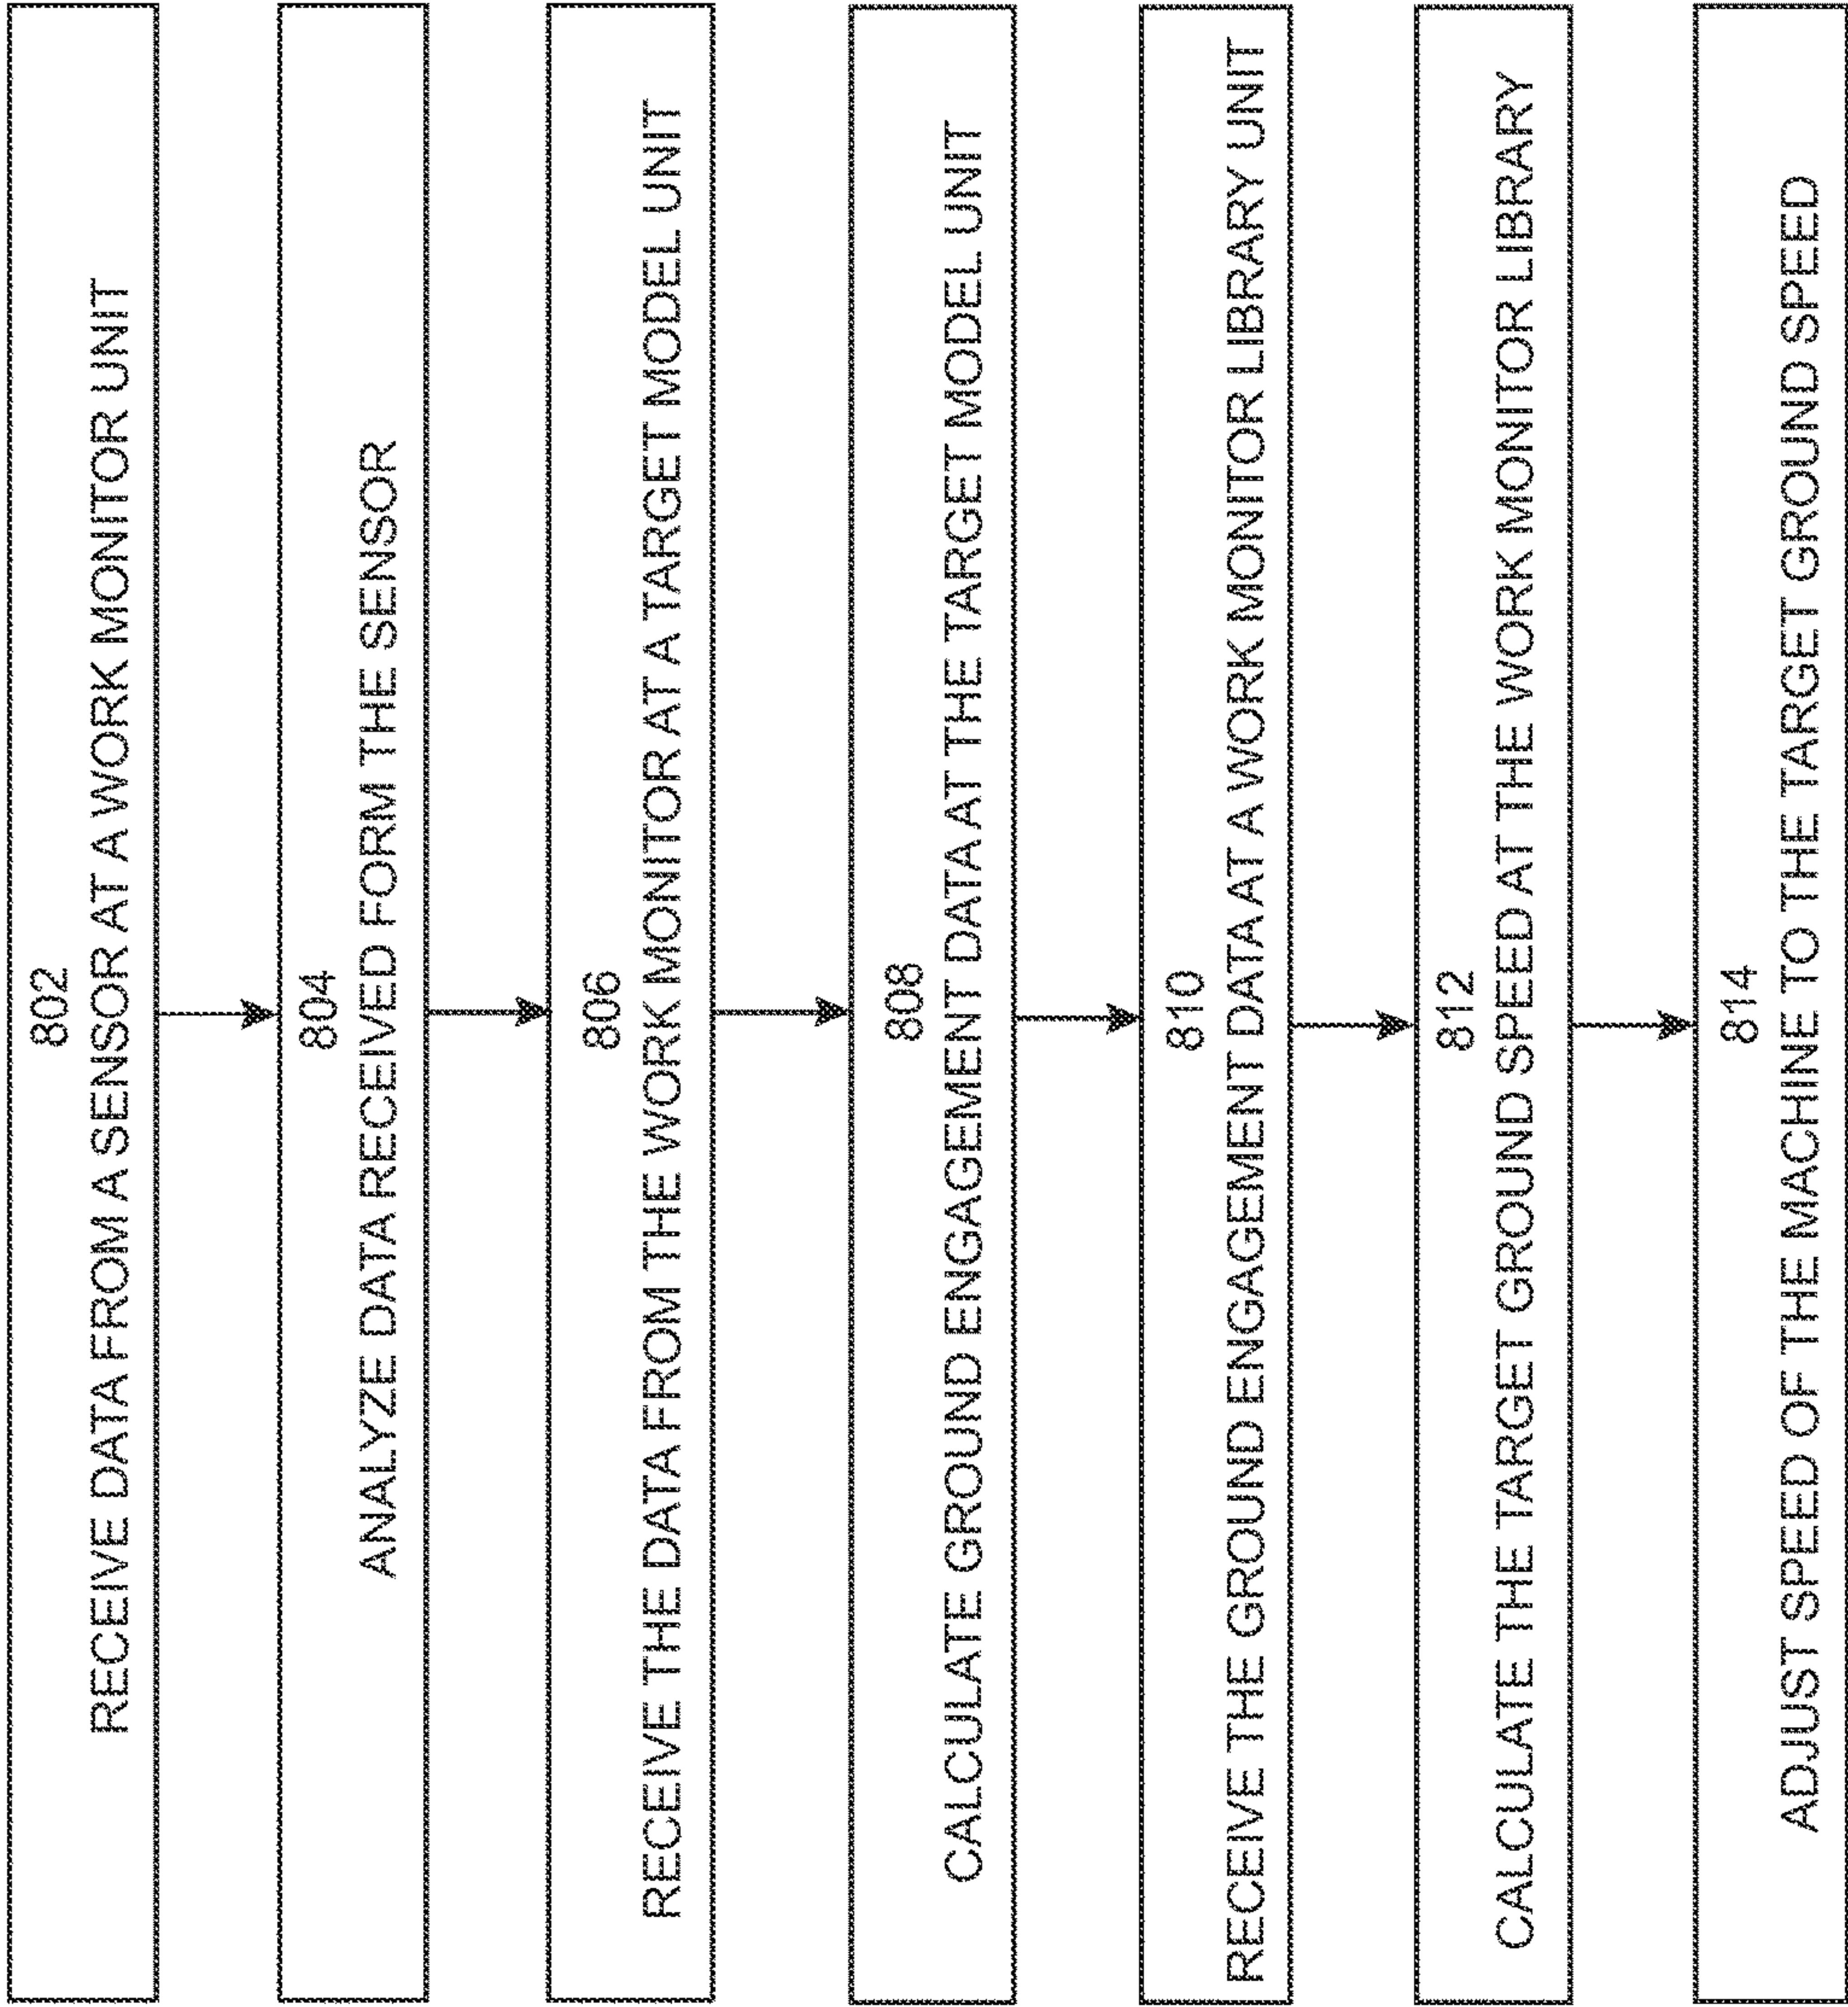 802
RECEIVE DATA FROM A SENSOR AT A WORK MONITOR UNIT
804
ANALYZE DATA RECEIVED FORM THE SENSOR
806
RECEIVE THE DATA FROM THE WORK MONITOR AT A TARGET MODEL UNIT
808
CALCULATE GROUND ENGAGEMENT DATA AT THE TARGET MODEL UNIT
810
RECEIVE THE GROUND ENGAGEMENT DATA AT A WORK MONITOR LIBRARY UNIT
812
CALCULATE THE TARGET GROUND SPEED AT THE WORK MONITOR LIBRARY
814
ADJUST SPEED OF THE MACHINE TO THE TARGET GROUND SPEED